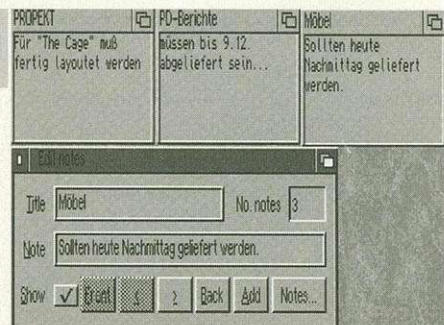 PROPEKT
Für "The Cage" muß
fertig layoutet werden
PD-Berichte
müssen bis 9.12.
abgeliefert sein...
Möbel
Sollten heute
Nachmittag geliefert
werden.
Edit notes
Title Möbel No. notes 3
Note Sollten heute Nachmittag geliefert werden.
Show ✓ Front < > Back Add Notes...